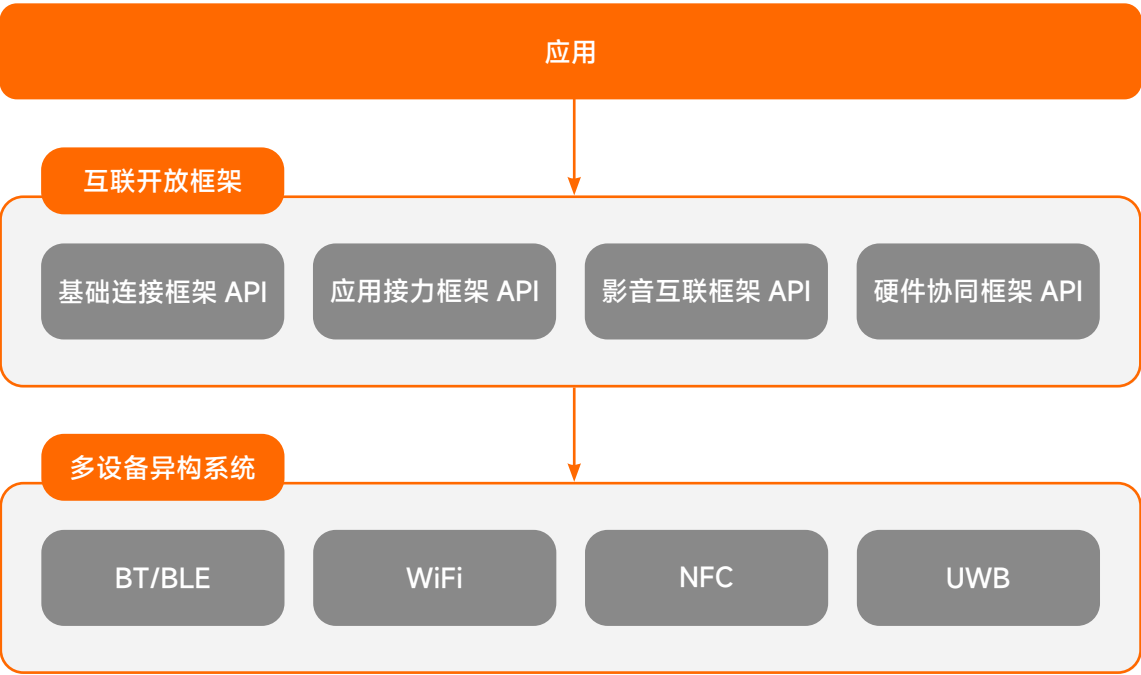 应用
互联开放框架
基础连接框架 API
应用接力框架 API
影音互联框架 API
硬件协同框架 API
多设备异构系统
BT/BLE
WiFi
NFC
UWB